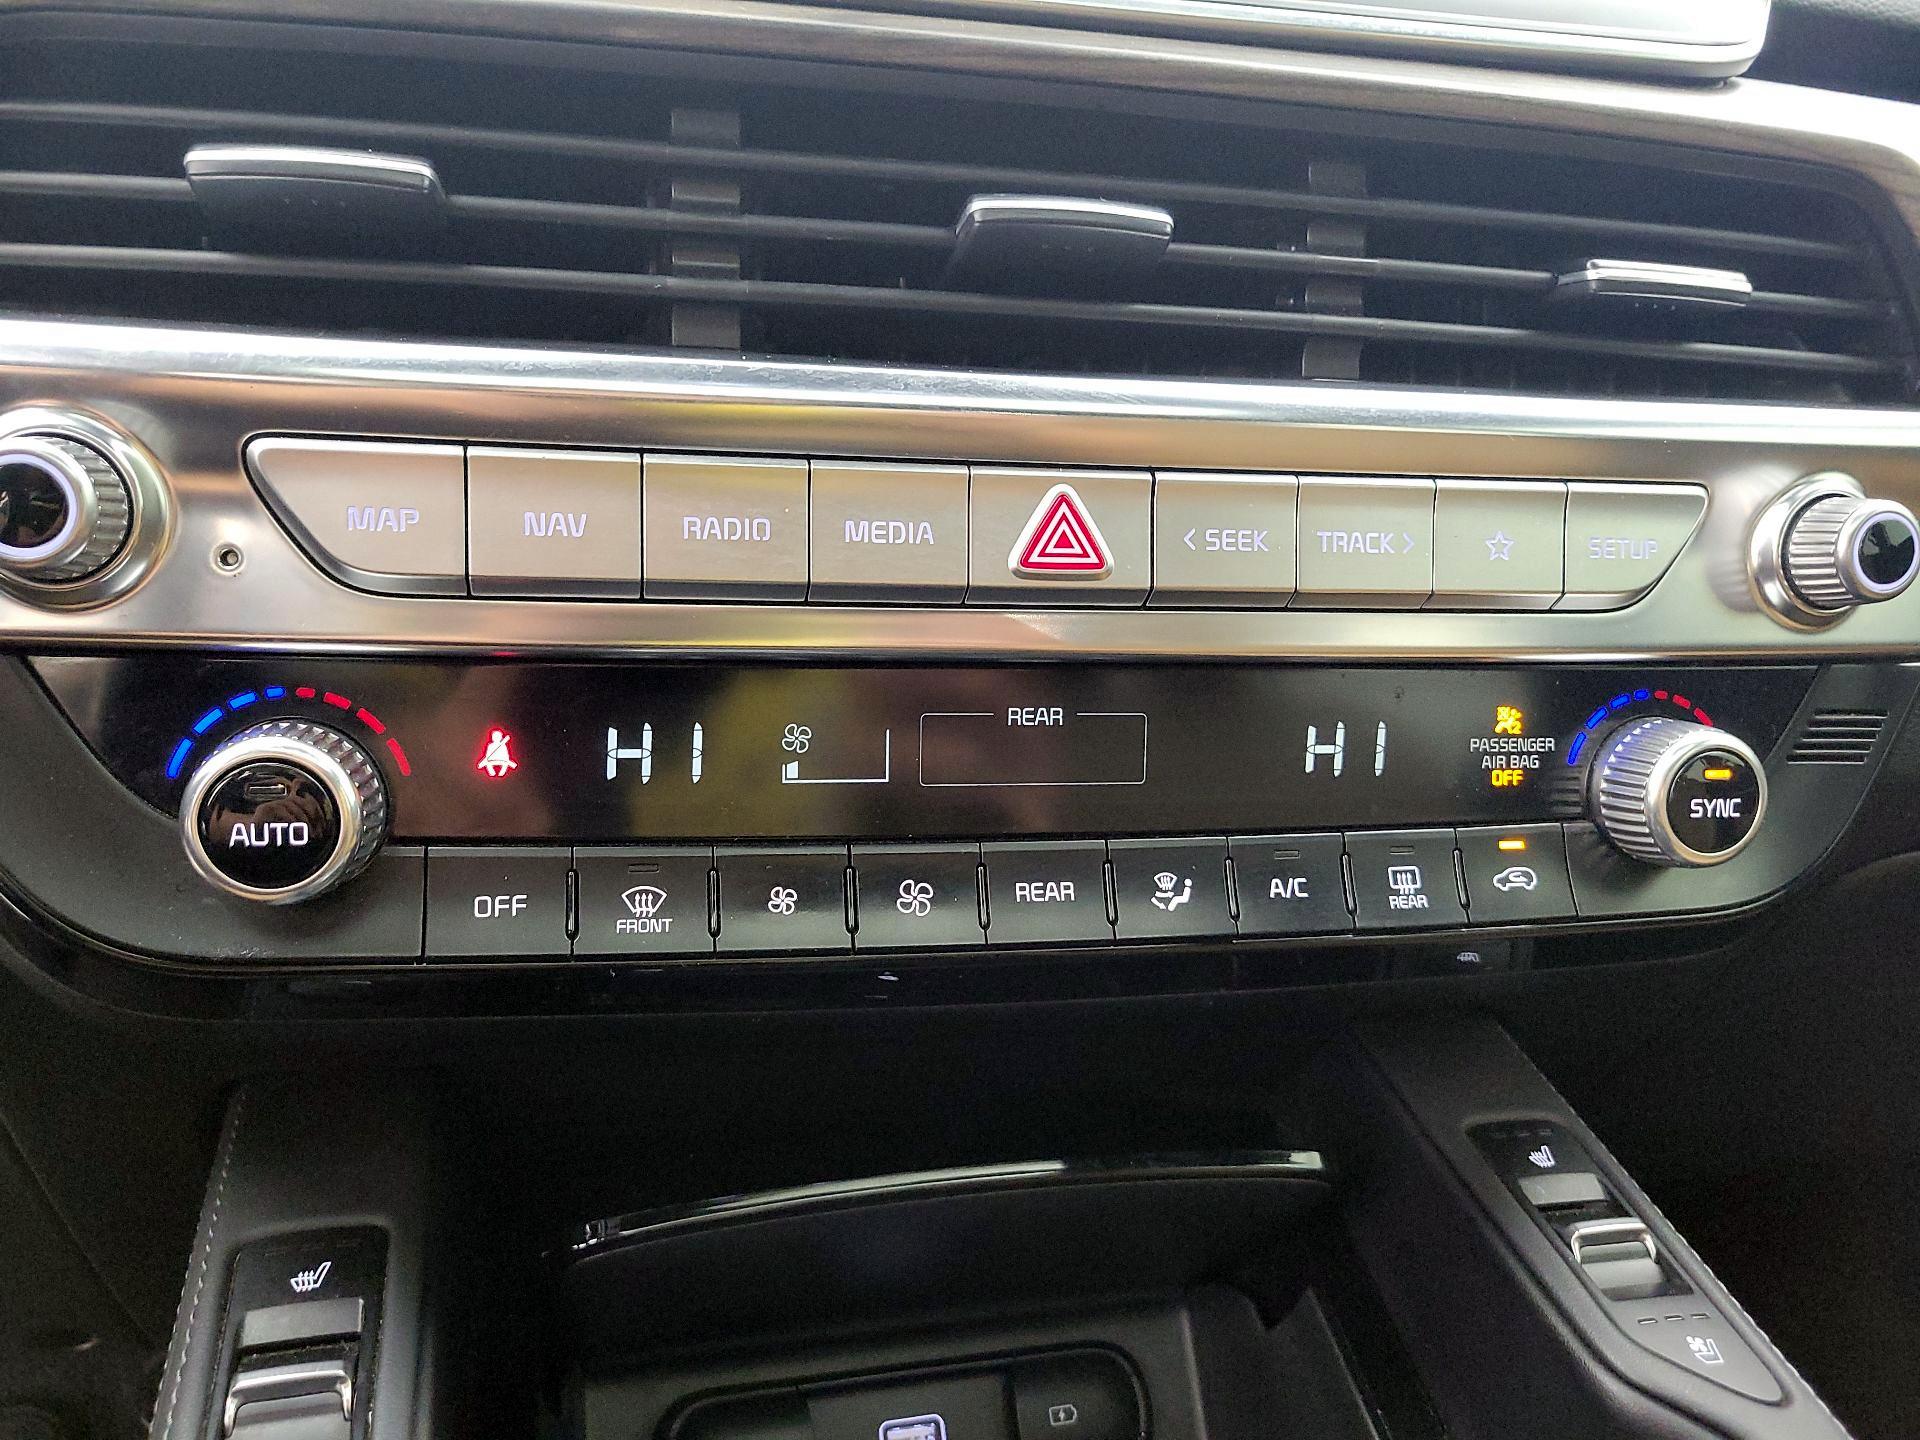 MAP
NAV
RADIO
MEDIA
< SEEK
TRACK >
SETUP
HI
REAR
HI
PASSENGER
AIR BAG
OFF
AUTO
SYNC
OFF
FRONT
REAR
A/C
REAR